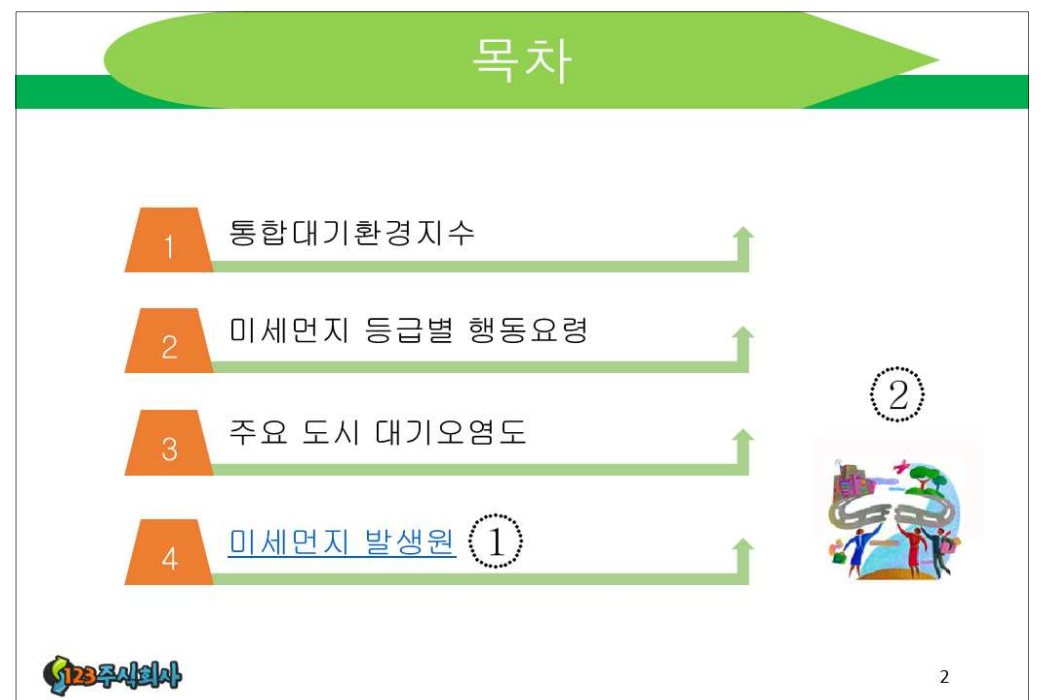 목차
1 통합대기환경지수
2 미세먼지 등급별 행동요령
②
3 주요 도시 대기오염도
4 미세먼지 발생원 ①
123주식회사
2